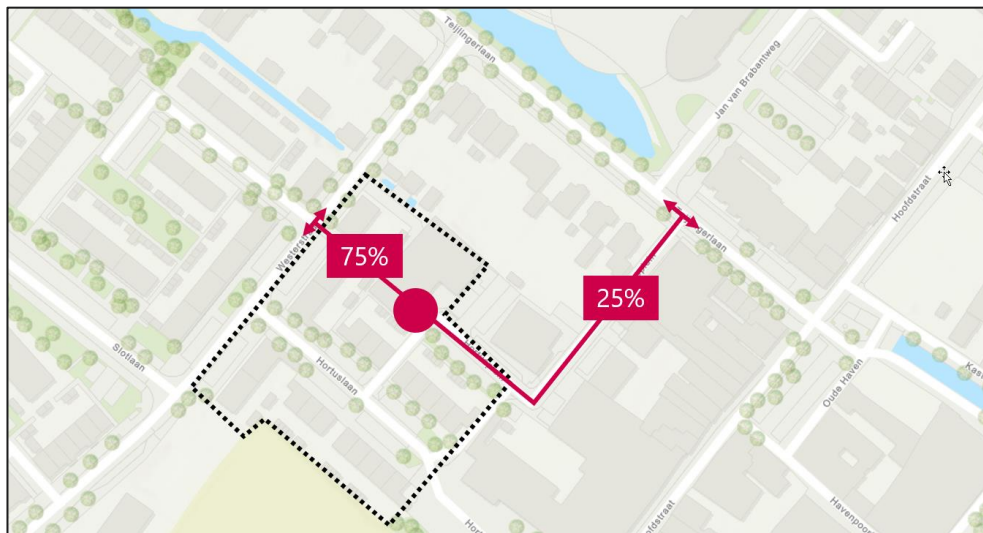 Teijlingerlaan
Jan van Brabantweg
Hoofdstraat
75%
25%
Slotlaan
Hortuslaan
Oude Haven
Havenpoort